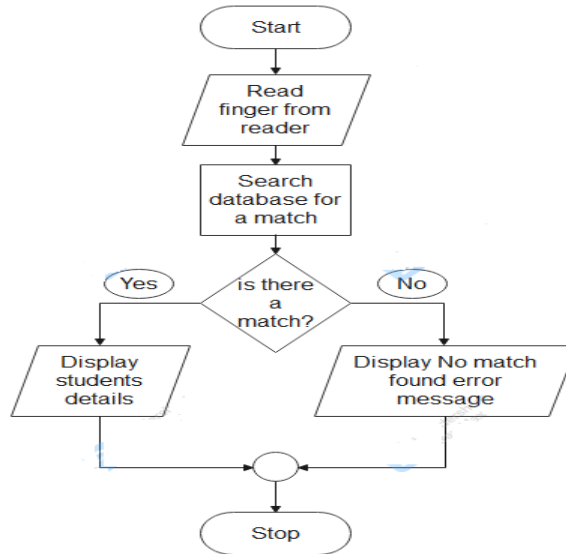 Start
Read
finger from
reader
Search
database for
a match
is there
a
match?
Yes
No
Display
students
details
Display No match
found error
message
Stop